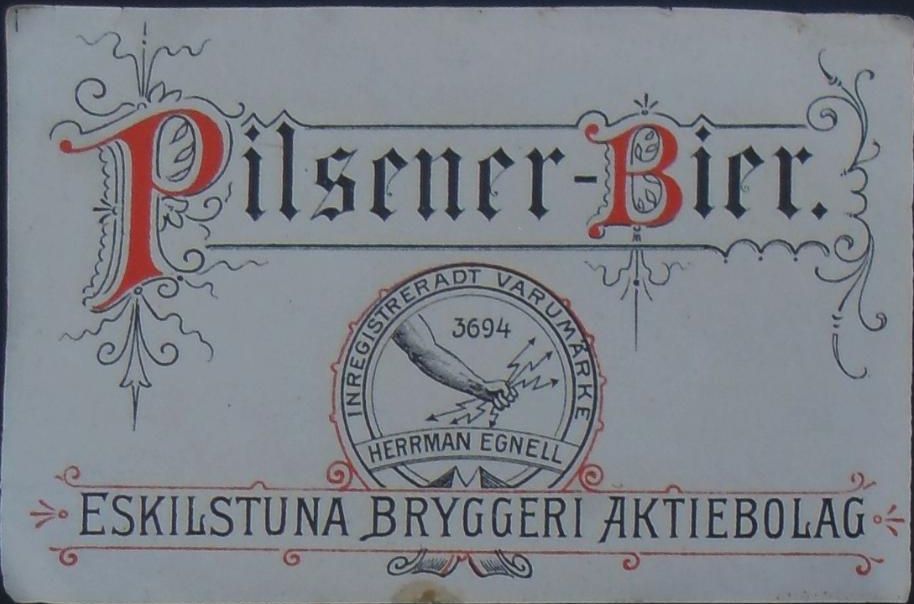 Pilsener-Bier.
INREGISTRERADT VARUMÄRKE
3694
HERRMAN EGNELL
ESKILSTUNA BRYGGERI AKTIEBOLAG